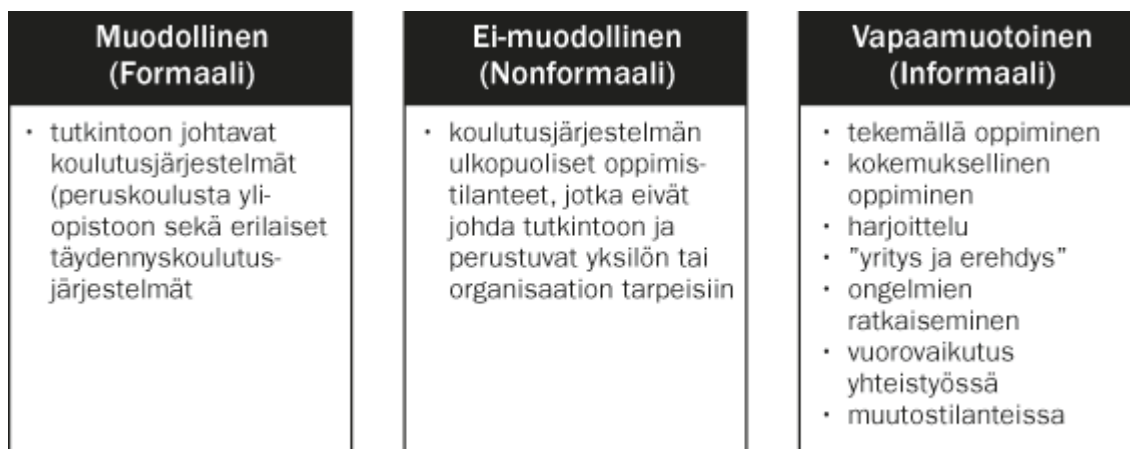 Muodollinen
(Formaali)
• tutkintoon johtavat
koulutusjärjestelmät
(peruskoulusta yli-
opistoon sekä erilaiset
täydennyskoulutus-
järjestelmät
Ei-muodollinen
(Nonformaali)
• koulutusjärjestelmän
ulkopuoliset oppimis-
tilanteet, jotka eivät
johda tutkintoon ja
perustuvat yksilön tai
organisaation tarpeisiin
Vapaamuotoinen
(Informaali)
• tekemällä oppiminen
• kokemuksellinen
oppiminen
• harjoittelu
• ”yritys ja erehdys”
• ongelmien
ratkaiseminen
• vuorovaikutus
yhteistyössä
• muutostilanteissa